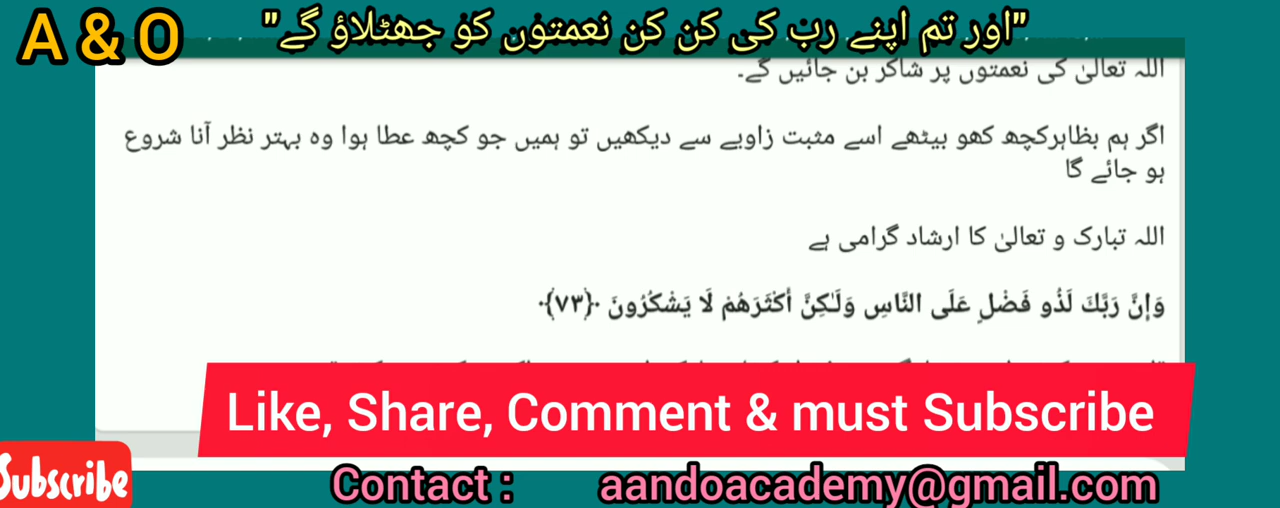 A & O
"اور تم اپنے رب کی کن کن نعمتوں کو جھٹلاؤ گے"
اللہ تعالیٰ کی نعمتوں پر شاکر بن جائیں گے۔
اگر ہم بظاہرکچھ کھو بیٹھے اسے مثبت زاویے سے دیکھیں تو ہمیں جو کچھ عطا ہوا وہ بہتر نظر آنا شروع
ہو جائے گا
اللہ تبارک و تعالیٰ کا ارشاد گرامی ہے
وَإِنَّ رَبَّكَ لَذُو فَضْلٍ عَلَى النَّاسِ وَلَـٰكِنَّ أَكْثَرَهُمْ لَا يَشْكُرُونَ ﴿٧٣﴾
Like, Share, Comment & must Subscribe
Subscribe
Contact : aandoacademy@gmail.com